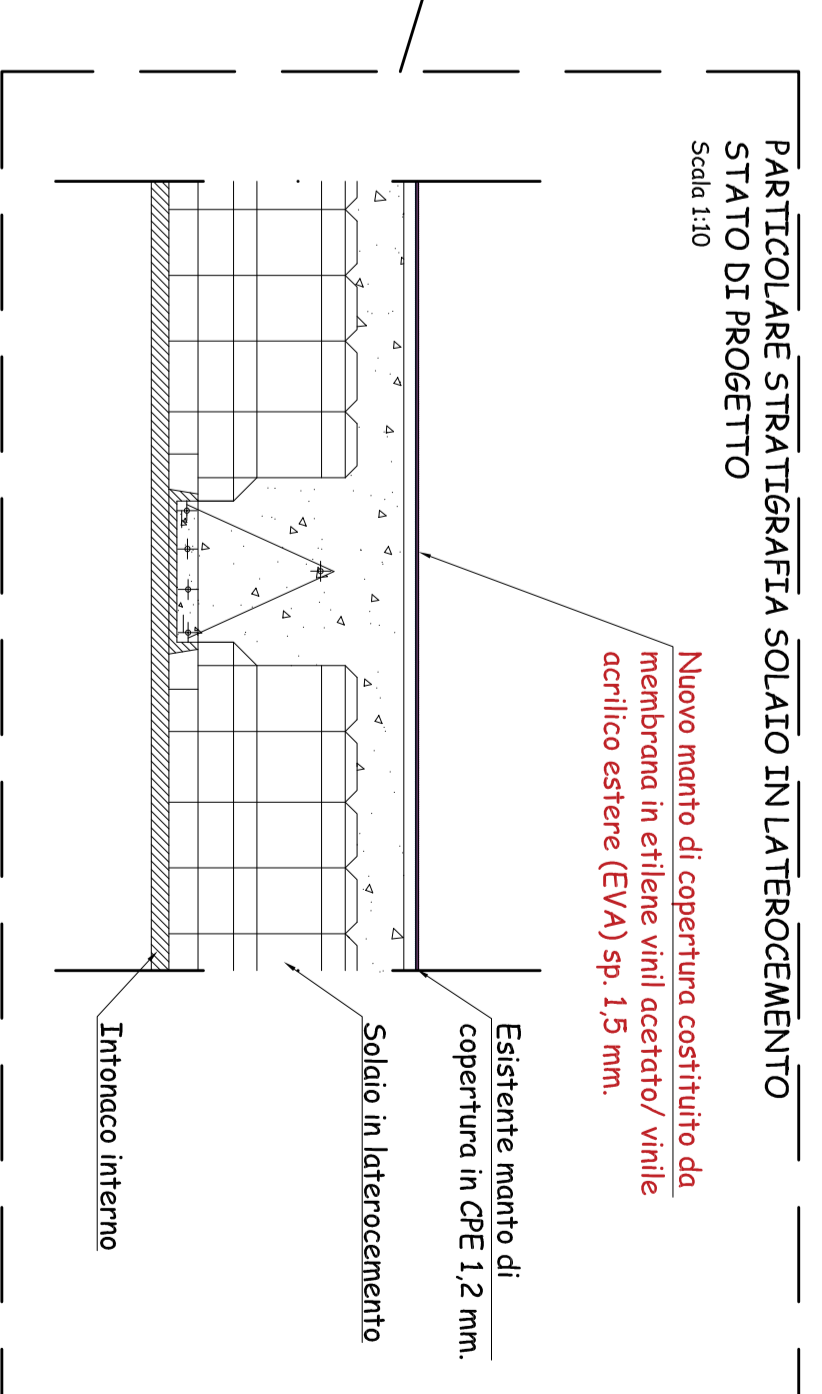 PARTICOLARE STRATIGRAFIA SOLAIO IN LATEROCEMENTO
STATO DI PROGETTO
Scala 1:10
Nuovo manto di copertura costituito da
membrana in etilene vinil acetato/ vinile
acrilico estere (EVA) sp. 1,5 mm.
Esistente manto di
copertura in CPE 1,2 mm.
Solaio in laterocemento
Intonaco interno